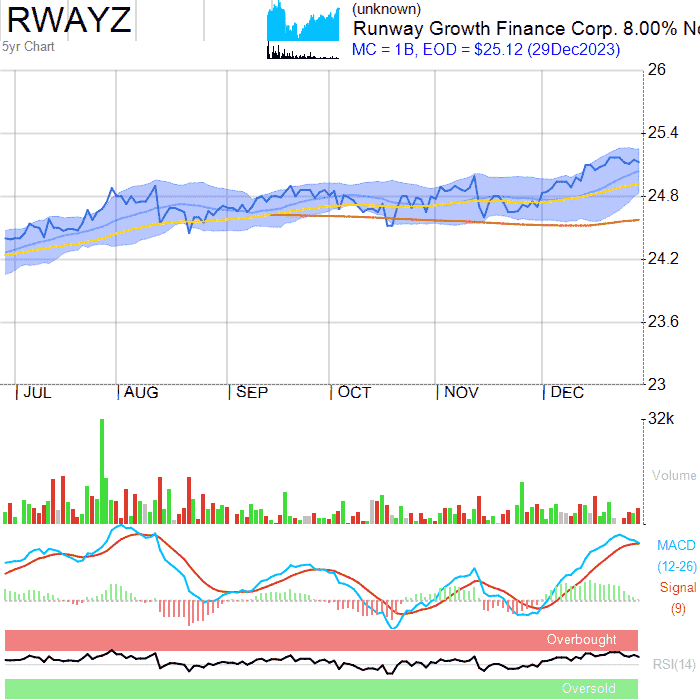 RWAYZ
5yr Chart
(unknown)
Runway Growth Finance Corp. 8.00% No
MC = 1B, EOD = $25.12 (29Dec2023)
26
25.4
24.8
24.2
23.6
23
JUL AUG SEP OCT NOV DEC
32k
Volume
MACD
(12-26)
Signal
(9)
Overbought
RSI(14)
Oversold